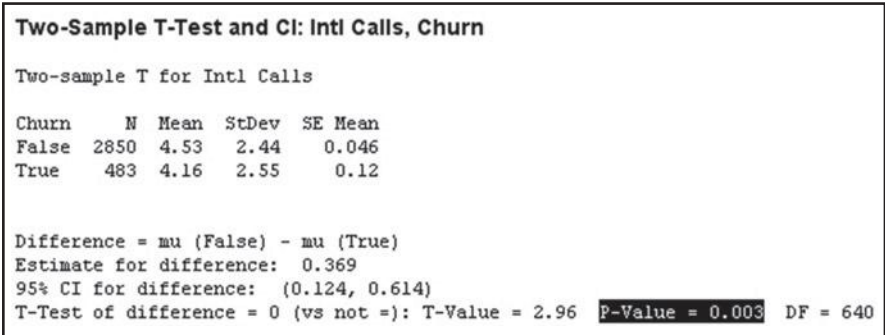 Two-Sample T-Test and CI: Intl Calls, Churn
Two-sample T for Intl Calls
Churn N Mean StDev SE Mean
False 2850 4.53 2.44 0.046
True 483 4.16 2.55 0.12
Difference = mu (False) - mu (True)
Estimate for difference: 0.369
95% CI for difference: (0.124, 0.614)
T-Test of difference = 0 (vs not =): T-Value = 2.96 P-Value = 0.003 DF = 640